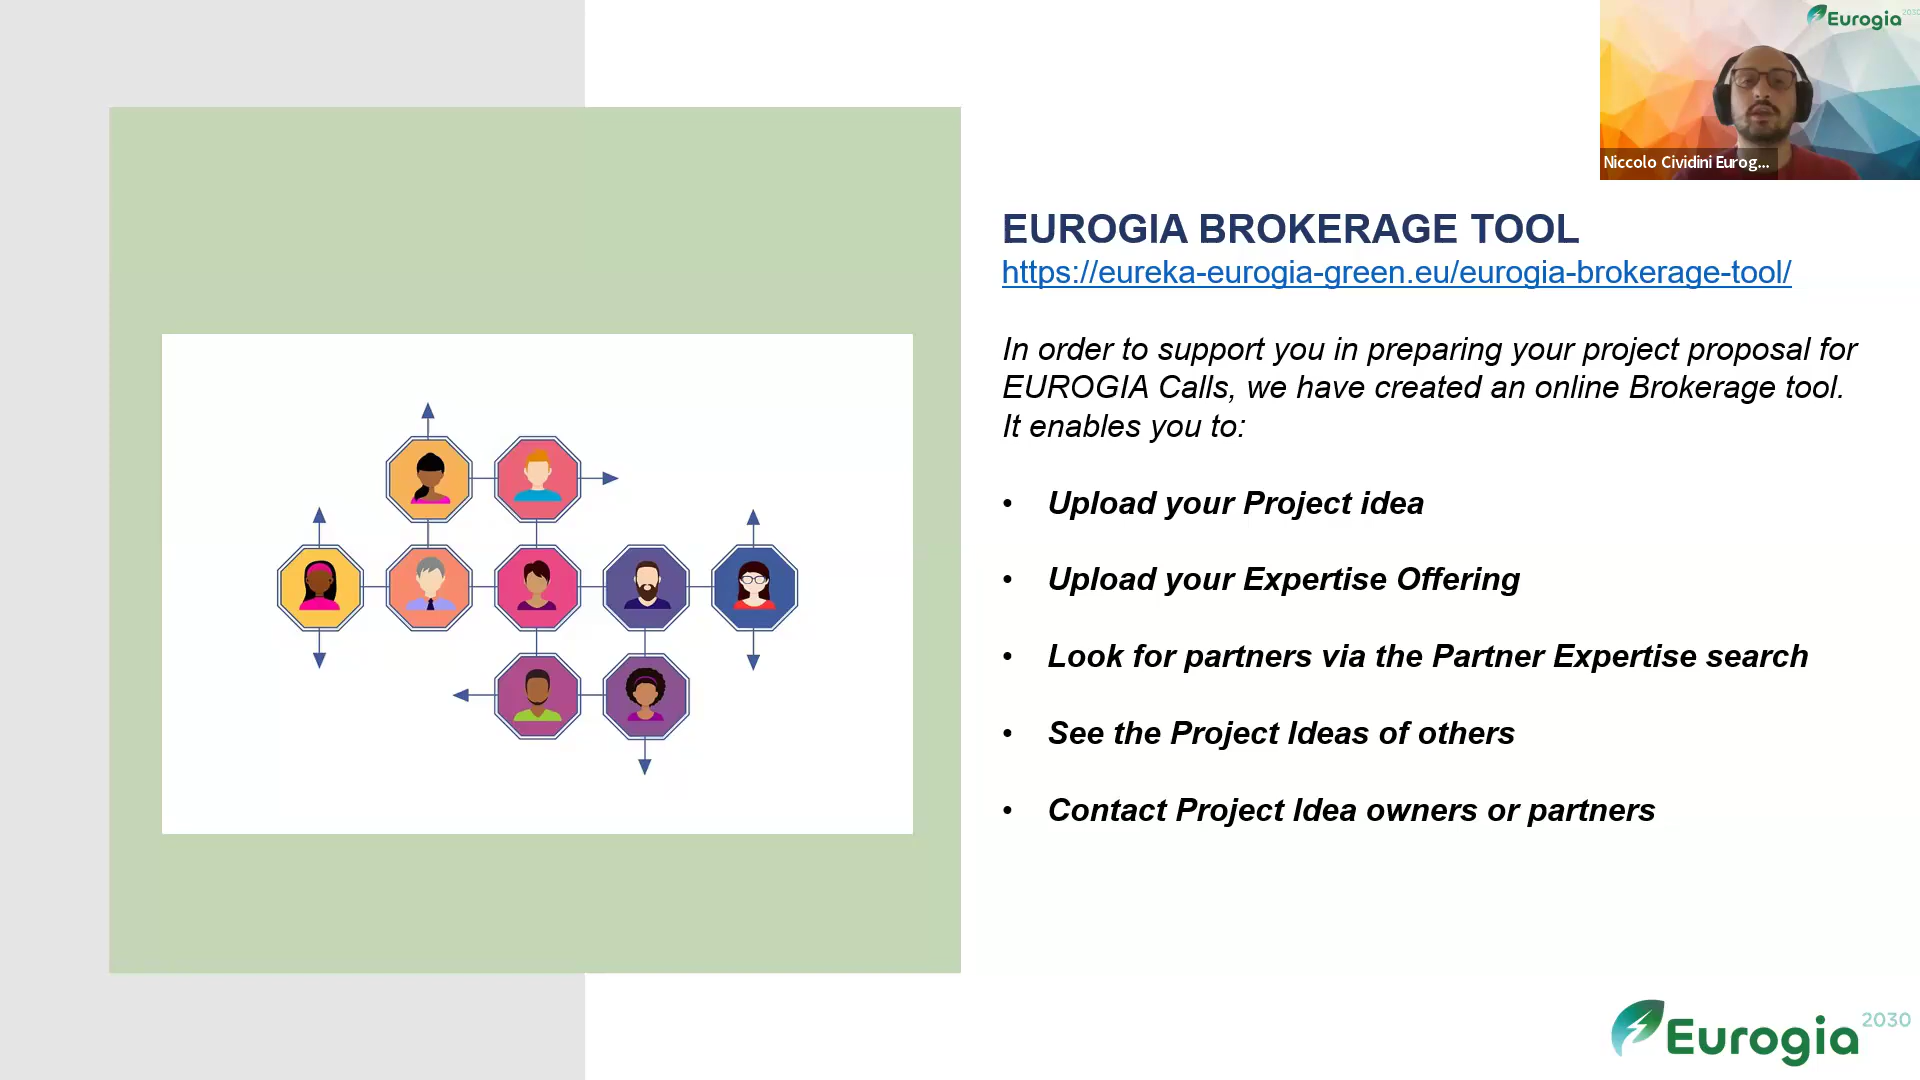 Eurogia 2030
Niccolo Cividini Eurog...
EUROGIA BROKERAGE TOOL
https://eureka-eurogia-green.eu/eurogia-brokerage-tool/
In order to support you in preparing your project proposal for
EUROGIA Calls, we have created an online Brokerage tool.
It enables you to:
• Upload your Project idea
• Upload your Expertise Offering
• Look for partners via the Partner Expertise search
• See the Project Ideas of others
• Contact Project Idea owners or partners
Eurogia 2030